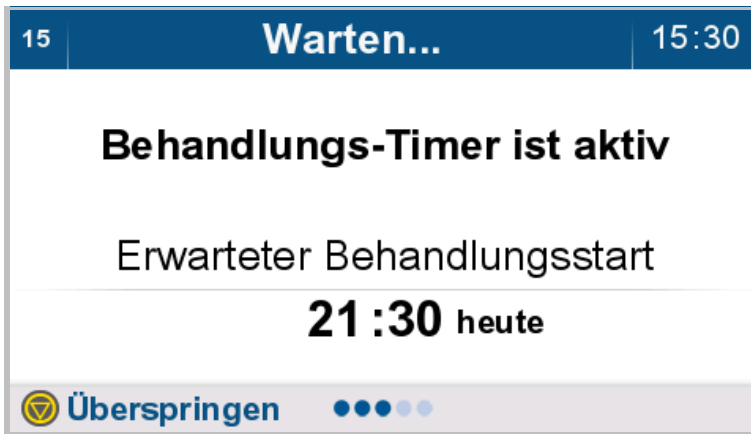 15 Warten... 15:30
Behandlungs-Timer ist aktiv
Erwarteter Behandlungsstart
21:30 heute
Überspringen